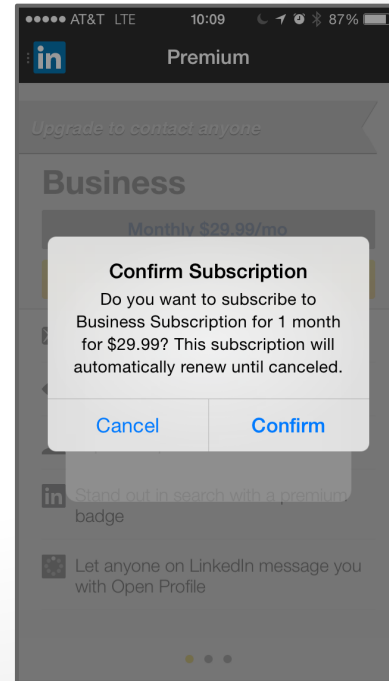 AT&T LTE 10:09 87%
in Premium
Upgrade to contact anyone
Business
Monthly $29.99/mo
Confirm Subscription
Do you want to subscribe to
Business Subscription for 1 month
for $29.99? This subscription will
automatically renew until canceled.
Cancel Confirm
in Stand out in search with a premium
badge
Let anyone on LinkedIn message you
with Open Profile